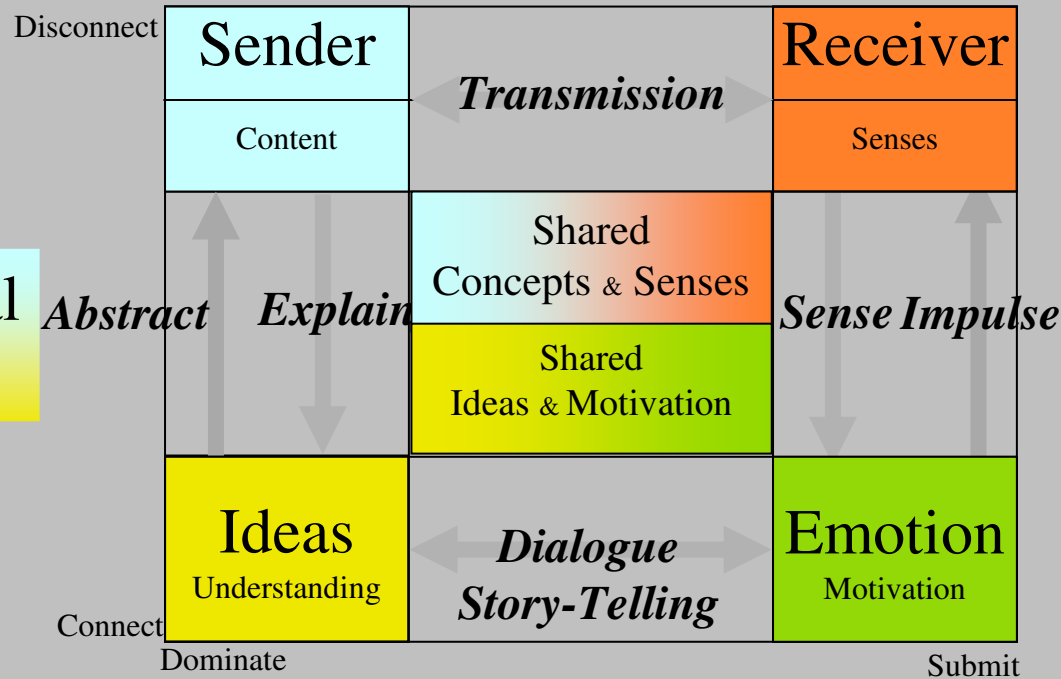 Disconnect
Sender
Receiver
Transmission
Content
Senses
Shared
Concepts & Senses
Abstract
Explain
Sense
Impulse
Shared
Ideas & Motivation
Ideas
Understanding
Dialogue
Story-Telling
Emotion
Motivation
Connect
Dominate
Submit